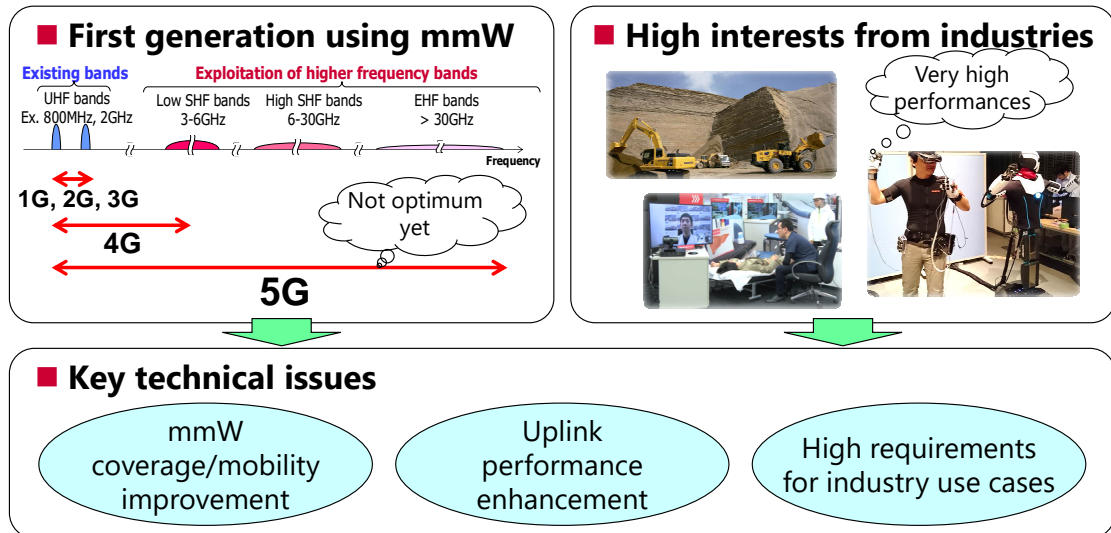 ■ First generation using mmW
Existing bands
Exploitation of higher frequency bands
UHF bands
Ex. 800MHz, 2GHz
Low SHF bands
3-6GHz
High SHF bands
6-30GHz
EHF bands
> 30GHz
Frequency
1G, 2G, 3G
4G
5G
Not optimum
yet
■ High interests from industries
Very high
performances
■ Key technical issues
mmW
coverage/mobility
improvement
Uplink
performance
enhancement
High requirements
for industry use cases